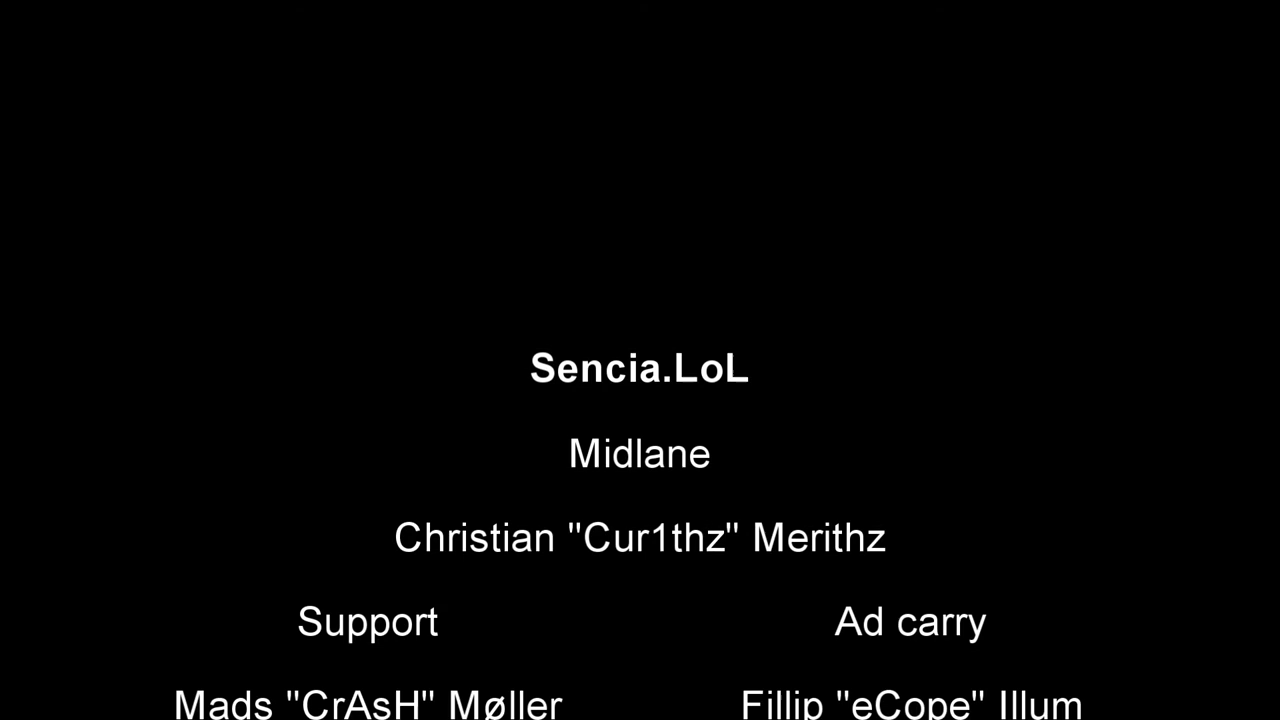 Sencia.LoL
Midlane
Christian "Cur1thz" Merithz
Support Ad carry
Mads "CrAsH" Møller Fillip "eCope" Illum